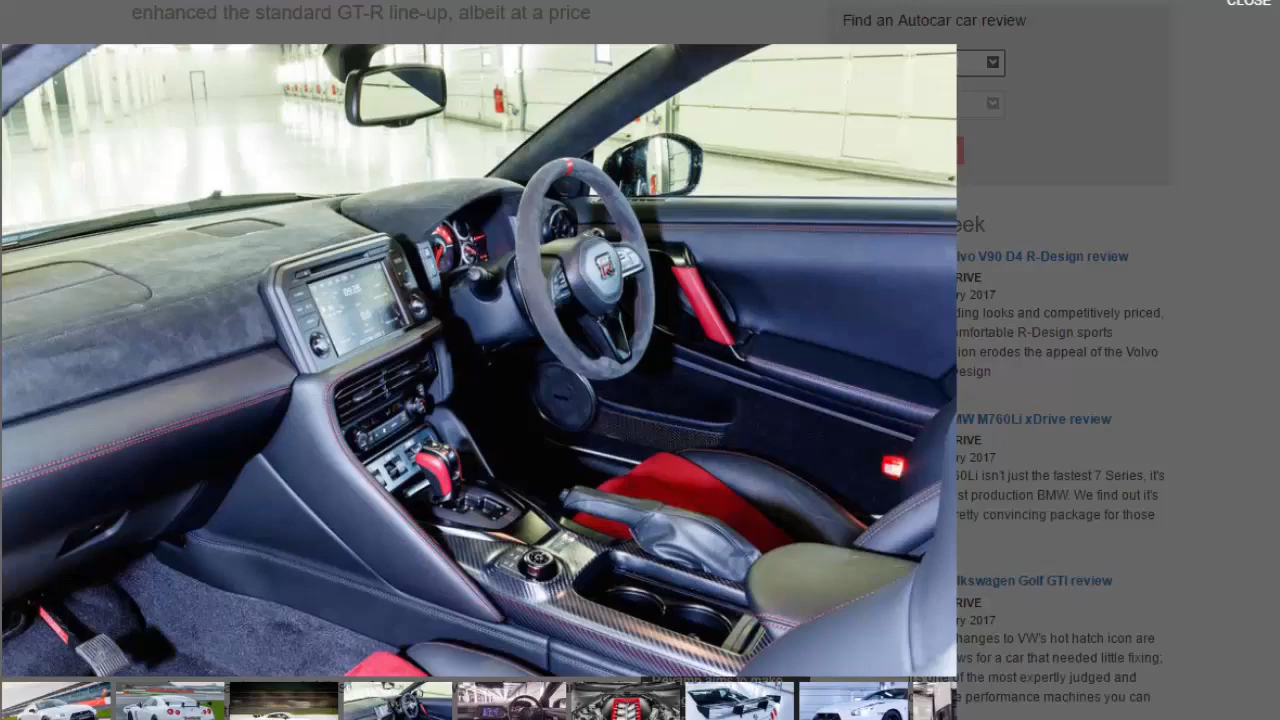 CLOSE
enhanced the standard GT-R line-up, albeit at a price
Find an Autocar car review
eek
lvo V90 D4 R-Design review
DRIVE
ry 2017
ding looks and competitively priced,
mfortable R-Design sports
ion erodes the appeal of the Volvo
esign
MW M760Li xDrive review
DRIVE
ry 2017
60Li isn't just the fastest 7 Series, it's
st production BMW. We find out it's
retty convincing package for those
lkswagen Golf GTI review
DRIVE
ry 2017
hanges to VW's hot hatch icon are
ws for a car that needed little fixing;
s one of the most expertly judged and
e performance machines you can